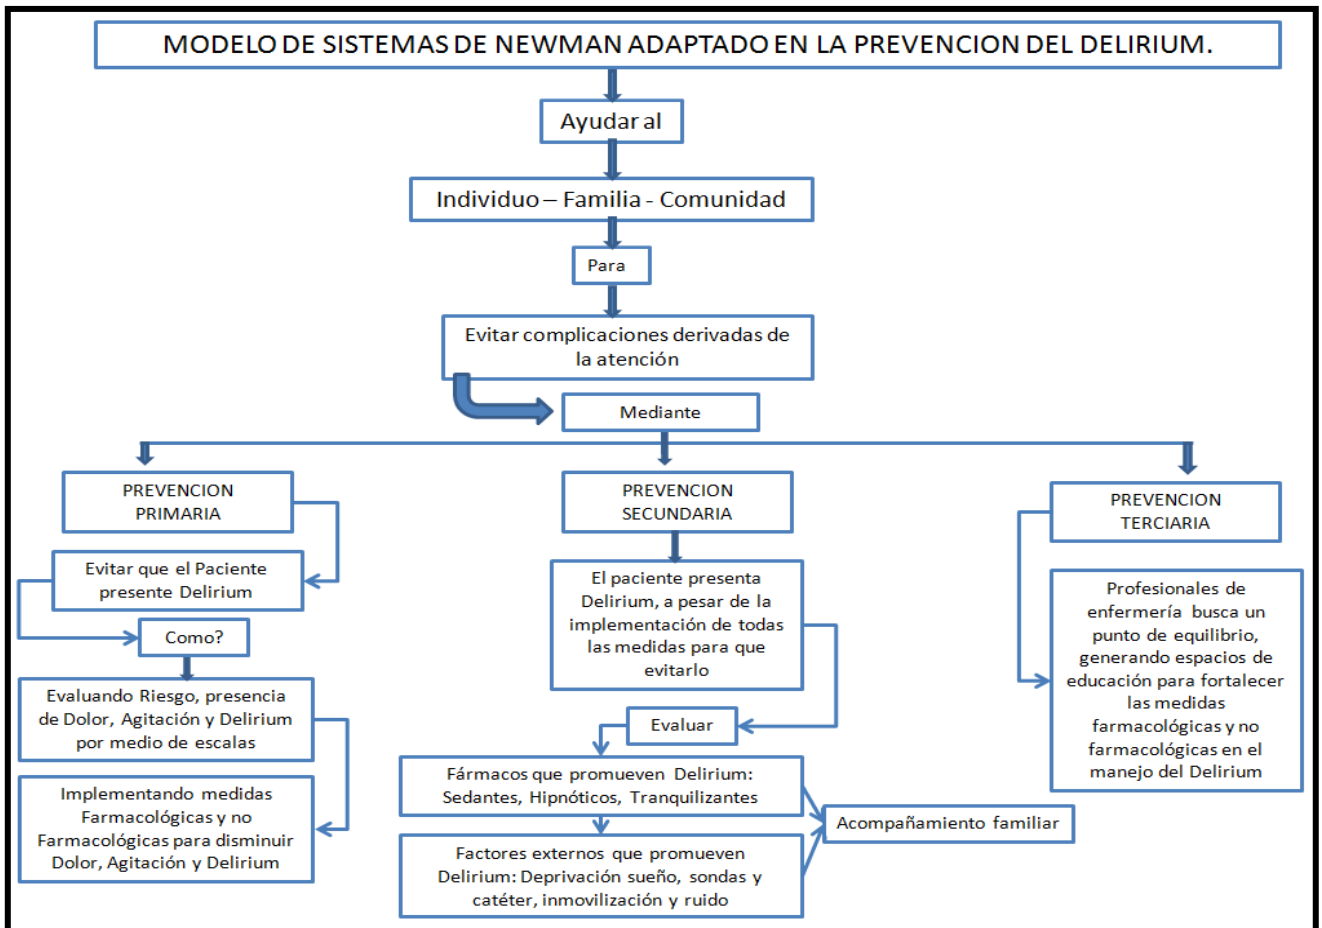 MODELO DE SISTEMAS DE NEWMAN ADAPTADO EN LA PREVENCION DEL DELIRIUM.
Ayudar al
Individuo – Familia - Comunidad
Para
Evitar complicaciones derivadas de
la atención
Mediante
PREVENCION
PRIMARIA
Evitar que el Paciente
presente Delirium
Como?
Evaluando Riesgo, presencia
de Dolor, Agitación y Delirium
por medio de escalas
Implementando medidas
Farmacológicas y no
Farmacológicas para disminuir
Dolor, Agitación y Delirium
PREVENCION
SECUNDARIA
El paciente presenta
Delirium, a pesar de la
implementación de todas
las medidas para que
evitarlo
Evaluar
Fármacos que promueven Delirium:
Sedantes, Hipnóticos, Tranquilizantes
Factores externos que promueven
Delirium: Deprivación sueño, sondas y
catéter, inmovilización y ruido
Acompañamiento familiar
PREVENCION
TERCIARIA
Profesionales de
enfermería busca un
punto de equilibrio,
generando espacios de
educación para fortalecer
las medidas
farmacológicas y no
farmacológicas en el
manejo del Delirium